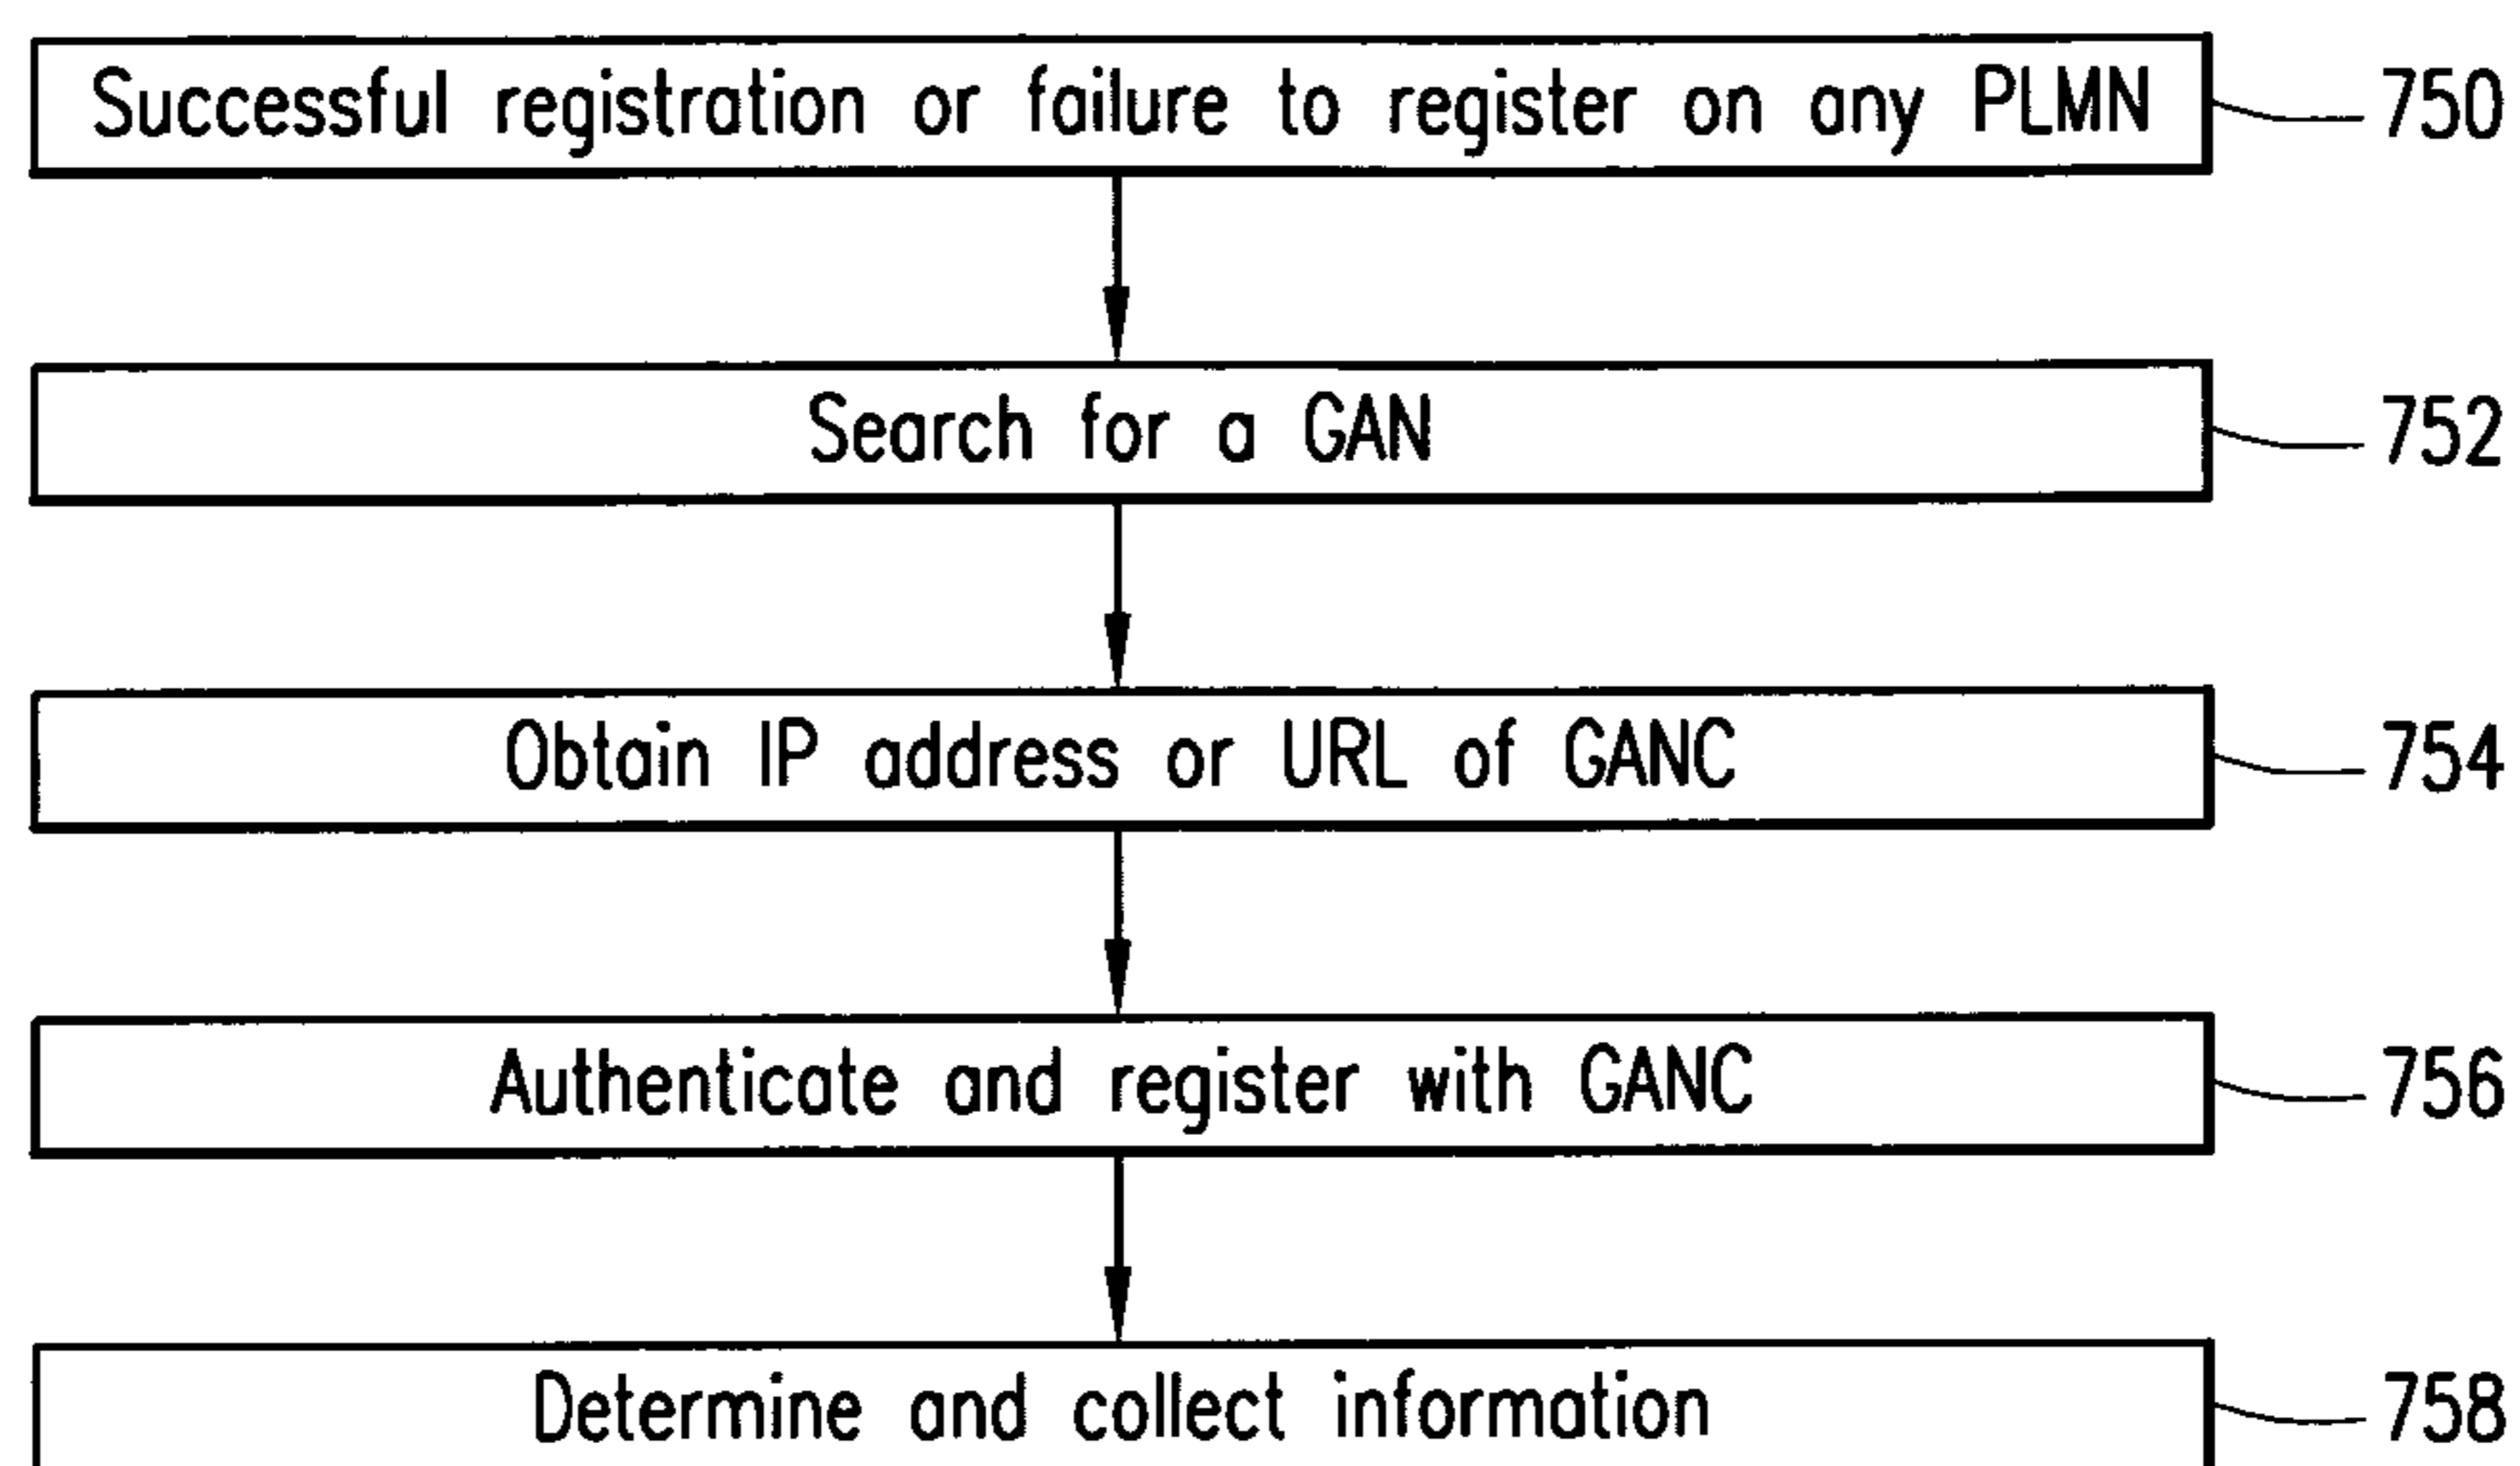 Successful registration or failure to register on any PLMN 750
Search for a GAN 752
Obtain IP address or URL of GANC 754
Authenticate and register with GANC 756
Determine and collect information 758